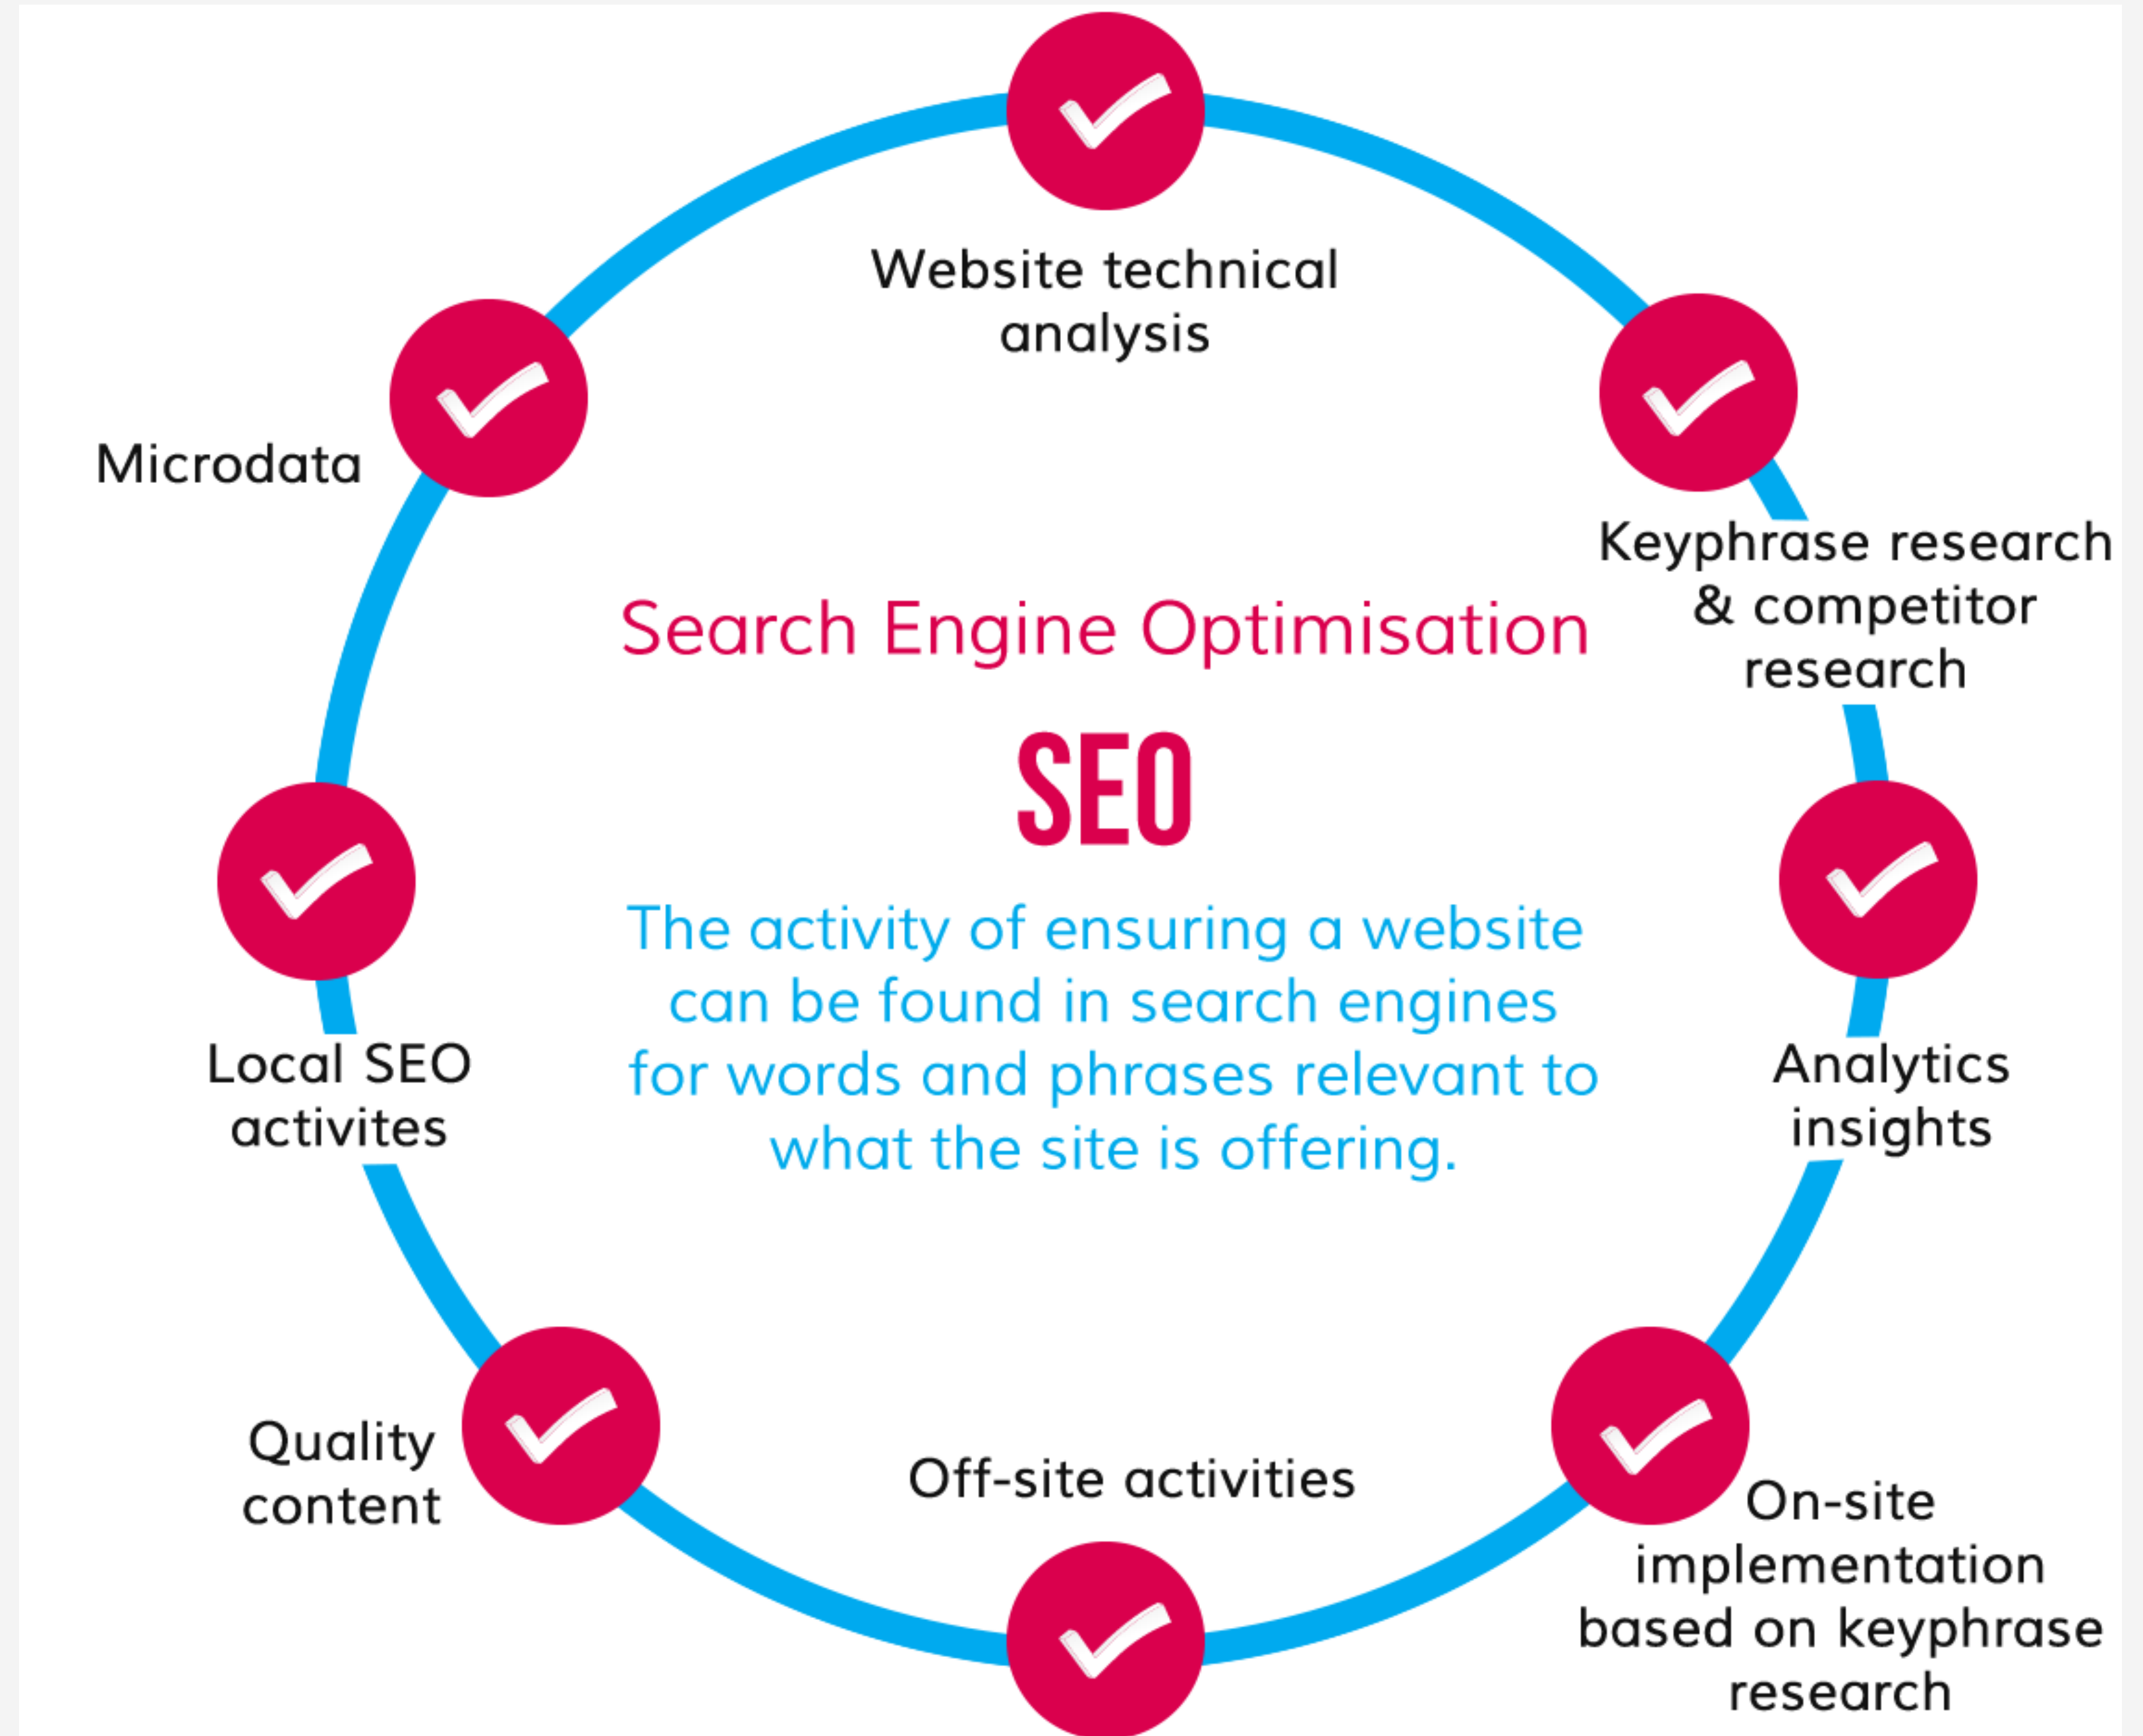 Website technical
analysis
Microdata
Keyphrase research
& competitor
research
Search Engine Optimisation
SEO
The activity of ensuring a website
can be found in search engines
for words and phrases relevant to
what the site is offering.
Local SEO
activites
Analytics
insights
Quality
content
Off-site activities
On-site
implementation
based on keyphrase
research